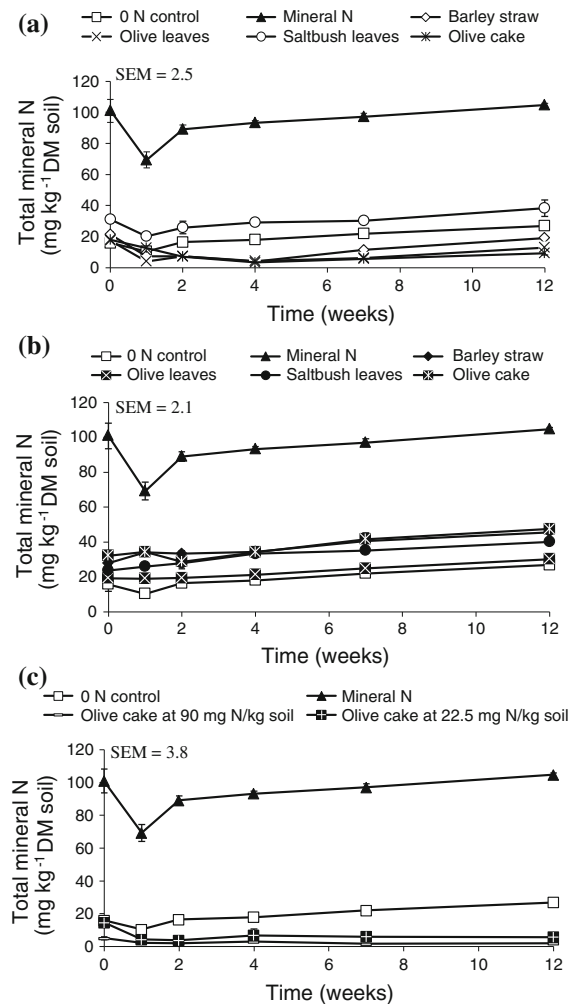 (a)
0 N control Mineral N Barley straw
Olive leaves Saltbush leaves Olive cake
SEM = 2.5
Total mineral N
(mg kg⁻¹ DM soil)
120
100
80
60
40
20
0
0 2 4 6 8 10 12
Time (weeks)
(b)
0 N control Mineral N Barley straw
Olive leaves Saltbush leaves Olive cake
SEM = 2.1
Total mineral N
(mg kg⁻¹ DM soil)
120
100
80
60
40
20
0
0 2 4 6 8 10 12
Time (weeks)
(c)
0 N control Mineral N
Olive cake at 90 mg N/kg soil Olive cake at 22.5 mg N/kg soil
SEM = 3.8
Total mineral N
(mg kg⁻¹ DM soil)
120
100
80
60
40
20
0
0 2 4 6 8 10 12
Time (weeks)